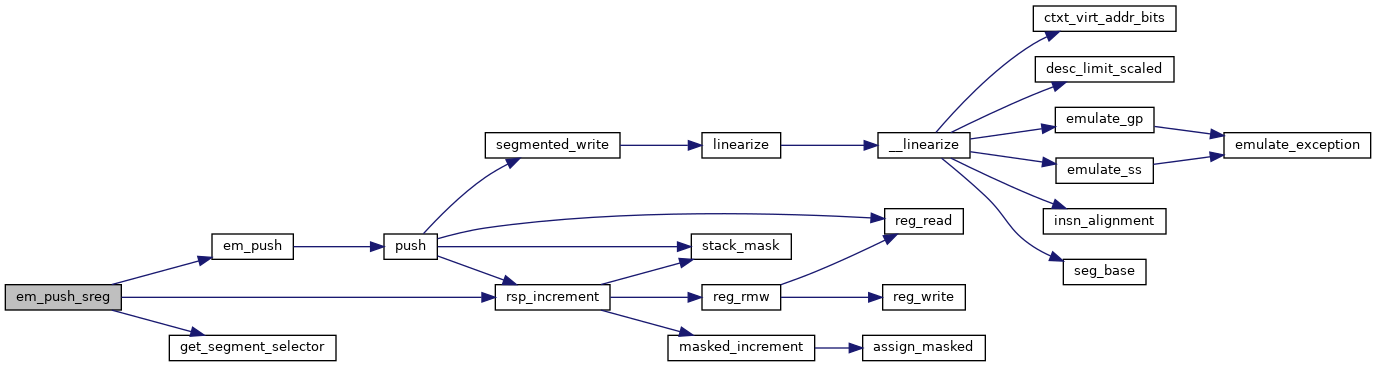 ctxt_virt_addr_bits
desc_limit_scaled
emulate_gp
segmented_write
linearize
__linearize
emulate_exception
emulate_ss
insn_alignment
reg_read
em_push
push
stack_mask
seg_base
em_push_sreg
rsp_increment
reg_rmw
reg_write
get_segment_selector
masked_increment
assign_masked